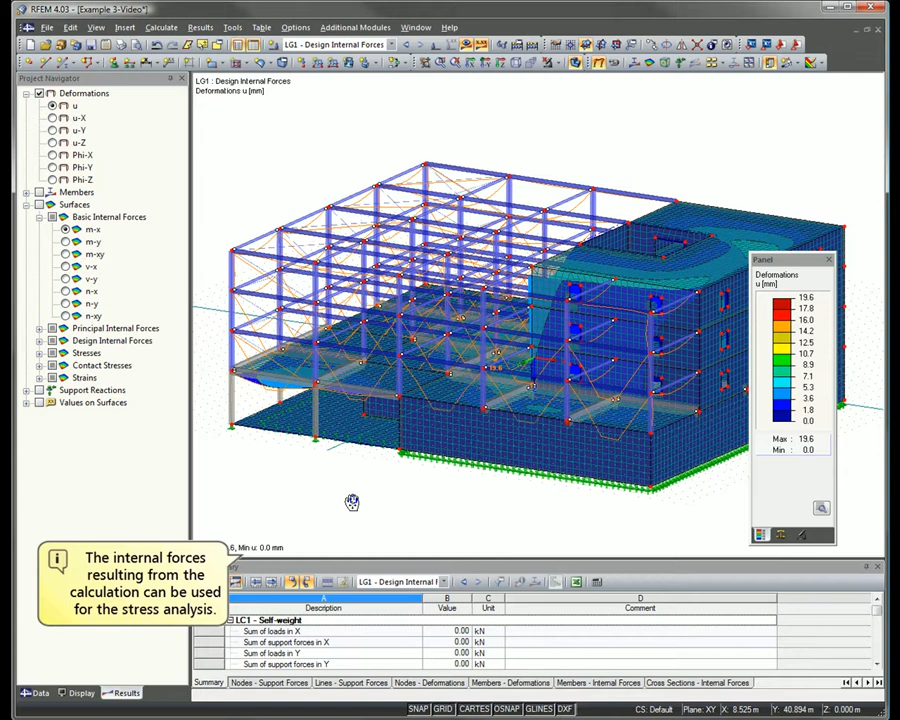 RFEM 4.03 - [Example 3-Video*]
File Edit View Insert Calculate Results Tools Table Options Additional Modules Window Help
LG1 - Design Internal Forces
Project Navigator
Deformations
u
u-X
u-Y
u-Z
Phi-X
Phi-Y
Phi-Z
Members
Surfaces
Basic Internal Forces
m-x
m-y
m-xy
v-x
v-y
n-x
n-y
n-xy
Principal Internal Forces
Design Internal Forces
Stresses
Contact Stresses
Strains
Support Reactions
Values on Surfaces
Data Display Results
LG1 : Design Internal Forces
Deformations u [mm]
19.6
Panel
Deformations
u [mm]
19.6
17.8
16.0
14.2
12.5
10.7
8.9
7.1
5.3
3.6
1.8
0.0
Max : 19.6
Min : 0.0
.6, Min u: 0.0 mm
The internal forces
resulting from the
calculation can be used
for the stress analysis.
LG1 - Design Internal F
A B C D
Description Value Unit Comment
LC1 - Self-weight
Sum of loads in X 0.00 kN
Sum of support forces in X 0.00 kN
Sum of loads in Y 0.00 kN
Sum of support forces in Y 0.00 kN
Summary Nodes - Support Forces Lines - Support Forces Nodes - Deformations Members - Deformations Members - Internal Forces Cross Sections - Internal Forces
SNAP GRID CARTES OSNAP GLINES DXF CS: Default Plane: XY X: 8.525 m Y: 40.894 m Z: 0.000 m